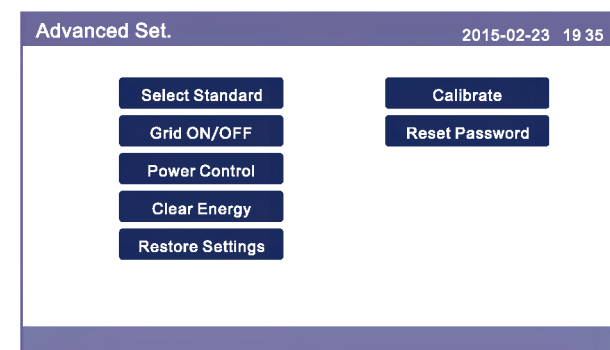 Advanced Set.
2015-02-23 19 35
Select Standard
Grid ON/OFF
Power Control
Clear Energy
Restore Settings
Calibrate
Reset Password